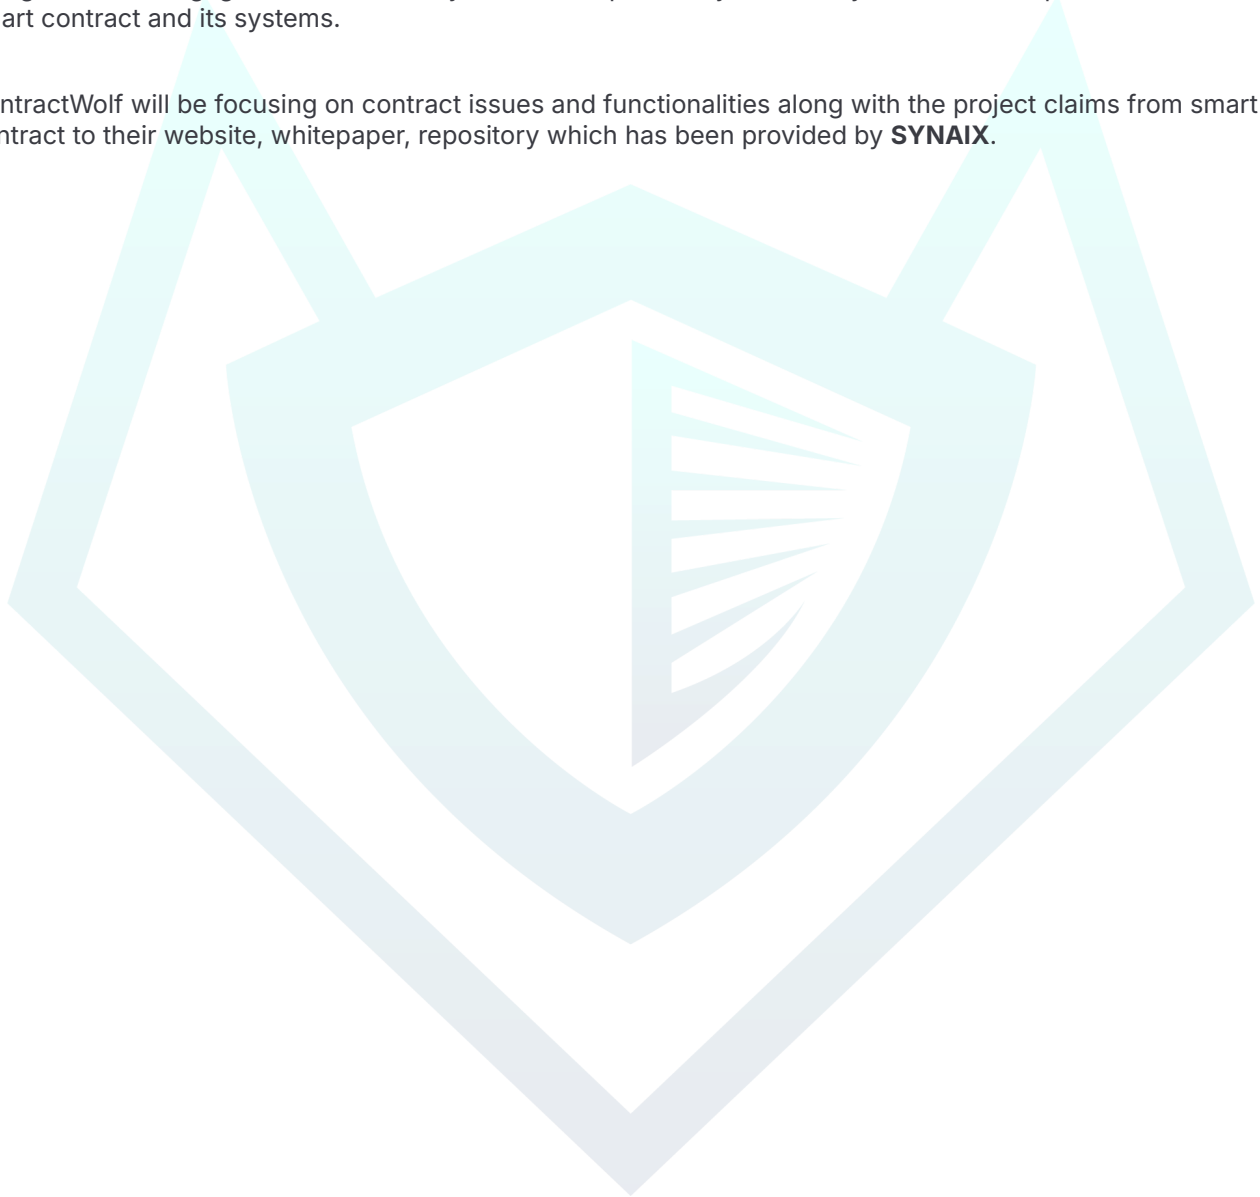 art contract and its systems.
ntractWolf will be focusing on contract issues and functionalities along with the project claims from smart
ntract to their website, whitepaper, repository which has been provided by SYNAIX.